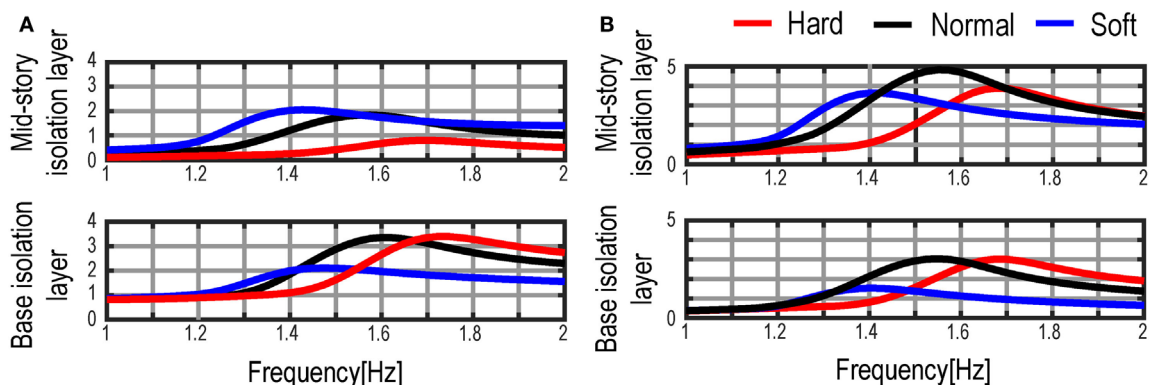 A
B
Hard Normal Soft
Mid-story
isolation layer
4
3
2
1
0
1 1.2 1.4 1.6 1.8 2
Mid-story
isolation layer
5
0
1 1.2 1.4 1.6 1.8 2
Base isolation
layer
4
3
2
1
0
1 1.2 1.4 1.6 1.8 2
Frequency[Hz]
Base isolation
layer
5
0
1 1.2 1.4 1.6 1.8 2
Frequency[Hz]